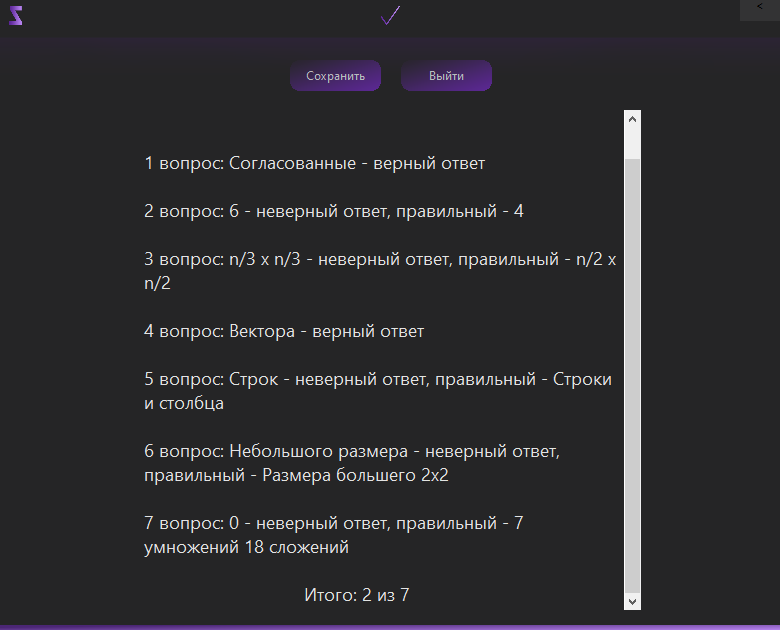 <
Сохранить Выйти
1 вопрос: Согласованные - верный ответ
2 вопрос: 6 - неверный ответ, правильный - 4
3 вопрос: n/3 x n/3 - неверный ответ, правильный - n/2 x
n/2
4 вопрос: Вектора - верный ответ
5 вопрос: Строк - неверный ответ, правильный - Строки
и столбца
6 вопрос: Небольшого размера - неверный ответ,
правильный - Размера большего 2x2
7 вопрос: 0 - неверный ответ, правильный - 7
умножений 18 сложений
Итого: 2 из 7